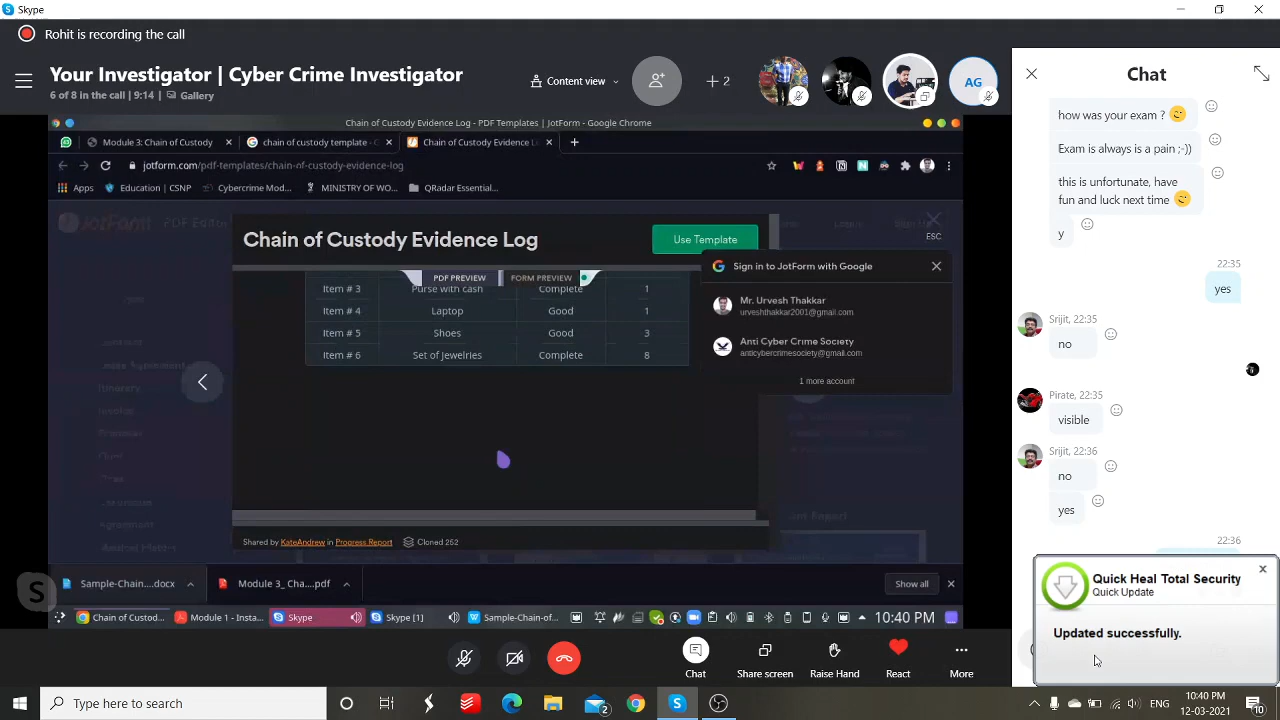 Skype
Rohit is recording the call
Your Investigator | Cyber Crime Investigator
6 of 8 in the call | 9:14 | Gallery
Content view
+ 2
AG
Chain of Custody Evidence Log - PDF Templates | JotForm - Google Chrome
Module 3: Chain of Custody
chain of custody template - G
Chain of Custody Evidence L
jotform.com/pdf-templates/chain-of-custody-evidence-log
Apps
Education | CSNP
Cybercrime Mod...
MINISTRY OF WO...
QRadar Essential...
JotForm PDF Edito
ESC
Chain of Custody Evidence Log
Use Template
PDF PREVIEW
FORM PREVIEW
Item # 3 Purse with cash Complete 1
Item # 4 Laptop Good 1
Item # 5 Shoes Good 3
Item # 6 Set of Jewelries Complete 8
Sign in to JotForm with Google
Mr. Urvesh Thakkar
urveshthakkar2001@gmail.com
Anti Cyber Crime Society
anticybercrimesociety@gmail.com
1 more account
Shared by KateAndrew in Progress Report
Cloned 252
Sample-Chain....docx
Module 3_ Cha....pdf
Show all
Chain of Custod...
Module 1 - Insta...
Skype
Skype [1]
Sample-Chain-of...
10:40 PM
Chat
Share screen
Raise Hand
React
More
Chat
how was your exam ?
Exam is always is a pain ;-))
this is unfortunate, have
fun and luck next time
y
22:35
yes
Srijit, 22:35
no
Pirate, 22:35
visible
Srijit, 22:36
no
yes
22:36
Quick Heal Total Security
Quick Update
Updated successfully.
Type here to search
2
ENG
10:40 PM
12-03-2021
10